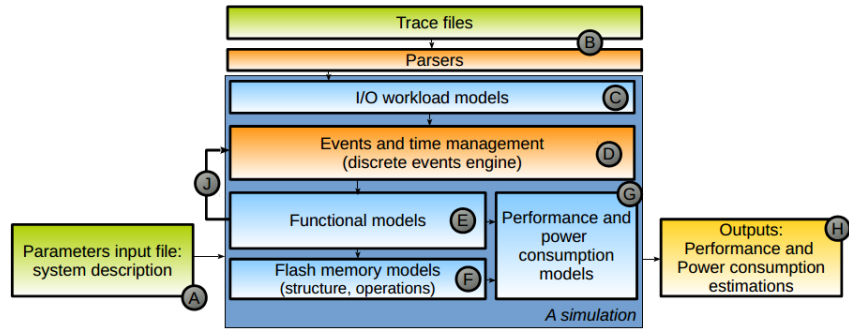 Trace files
B
Parsers
I/O workload models
C
Events and time management
(discrete events engine)
D
J
G
Functional models
E
Performance and
power
consumption
models
Parameters input file:
system description
A
Flash memory models
(structure, operations)
F
H
Outputs:
Performance and
Power consumption
estimations
A simulation